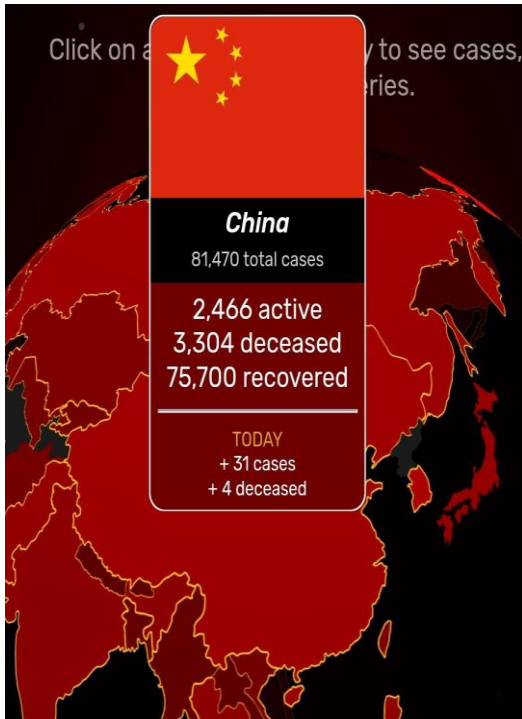 Click on a y to see cases,
ries.
China
81,470 total cases
2,466 active
3,304 deceased
75,700 recovered
TODAY
+ 31 cases
+ 4 deceased